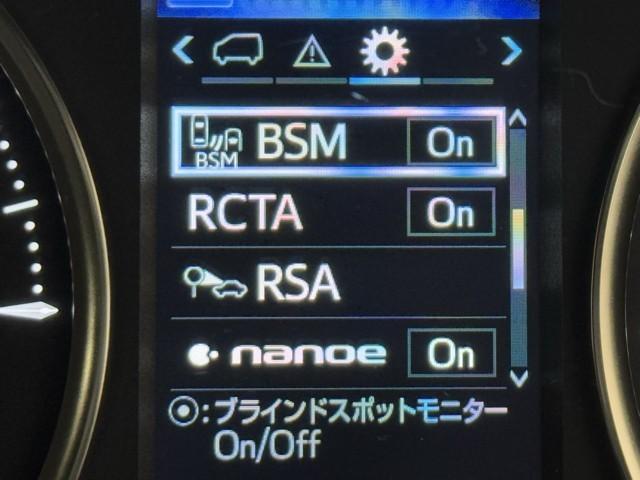 BSM BSM On
RCTA On
RSA
nanoe On
:ブラインドスポットモニター
On/Off